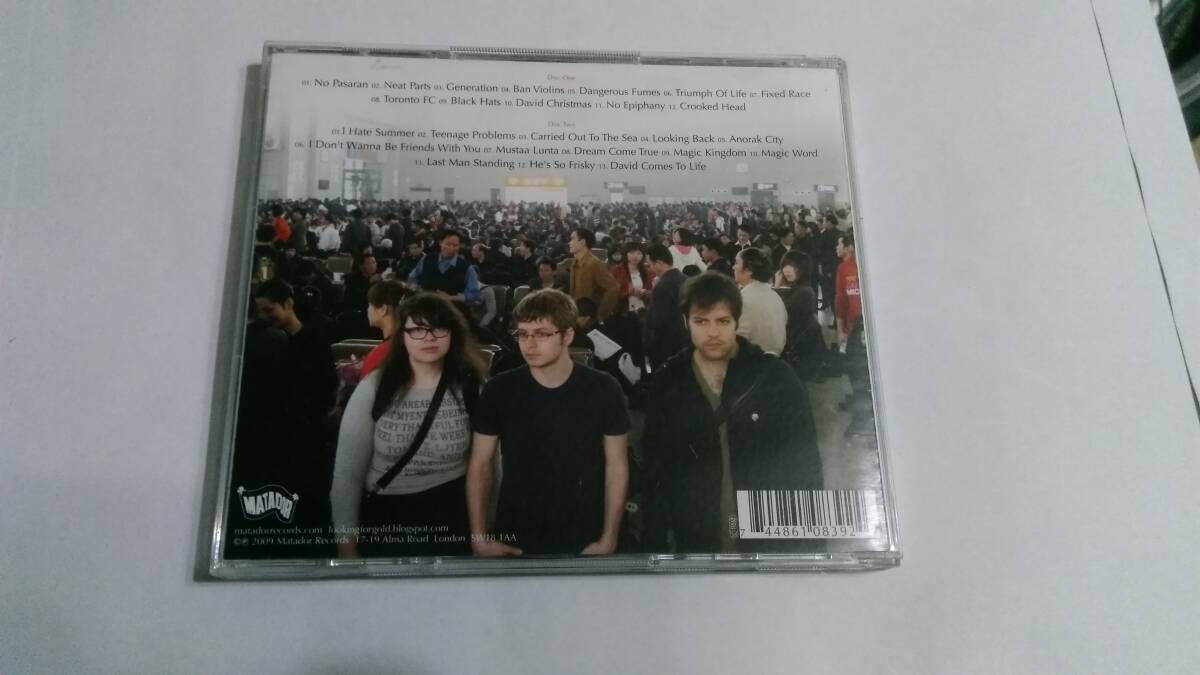 Disc One
01. No Pasaran 02. Neat Parts 03. Generation 04. Ban Violins 05. Dangerous Fumes 06. Triumph Of Life 07. Fixed Race
08. Toronto FC 09. Black Hats 10. David Christmas 11. No Epiphany 12. Crooked Head
Disc Two
01. I Hate Summer 02. Teenage Problems 03. Carried Out To The Sea 04. Looking Back 05. Anorak City
06. I Don't Wanna Be Friends With You 07. Mustaa Lunta 08. Dream Come True 09. Magic Kingdom 10. Magic Word
11. Last Man Standing 12. He's So Frisky 13. David Comes To Life
MATADOR
matadorrecords.com lookingforgold.blogspot.com
©℗ 2009 Matador Records 17-19 Alma Road London SW18 1AA
7 44861 08392